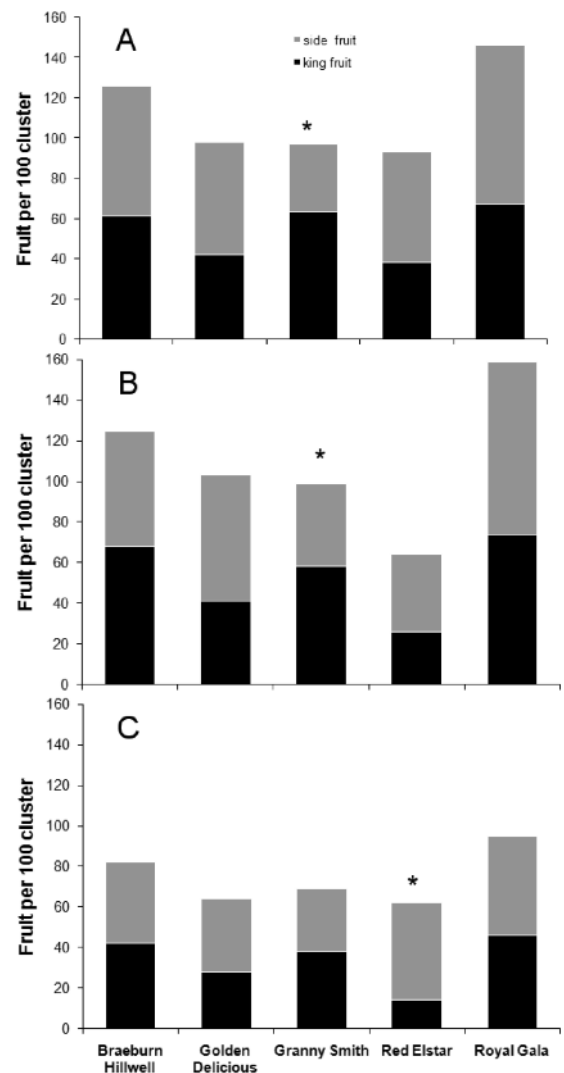 A
side fruit
king fruit
*
Fruit per 100 cluster
160
140
120
100
80
60
40
20
0
B
*
Fruit per 100 cluster
160
140
120
100
80
60
40
20
0
C
*
Fruit per 100 cluster
160
140
120
100
80
60
40
20
0
Braeburn
Hillwell
Golden
Delicious
Granny Smith
Red Elstar
Royal Gala